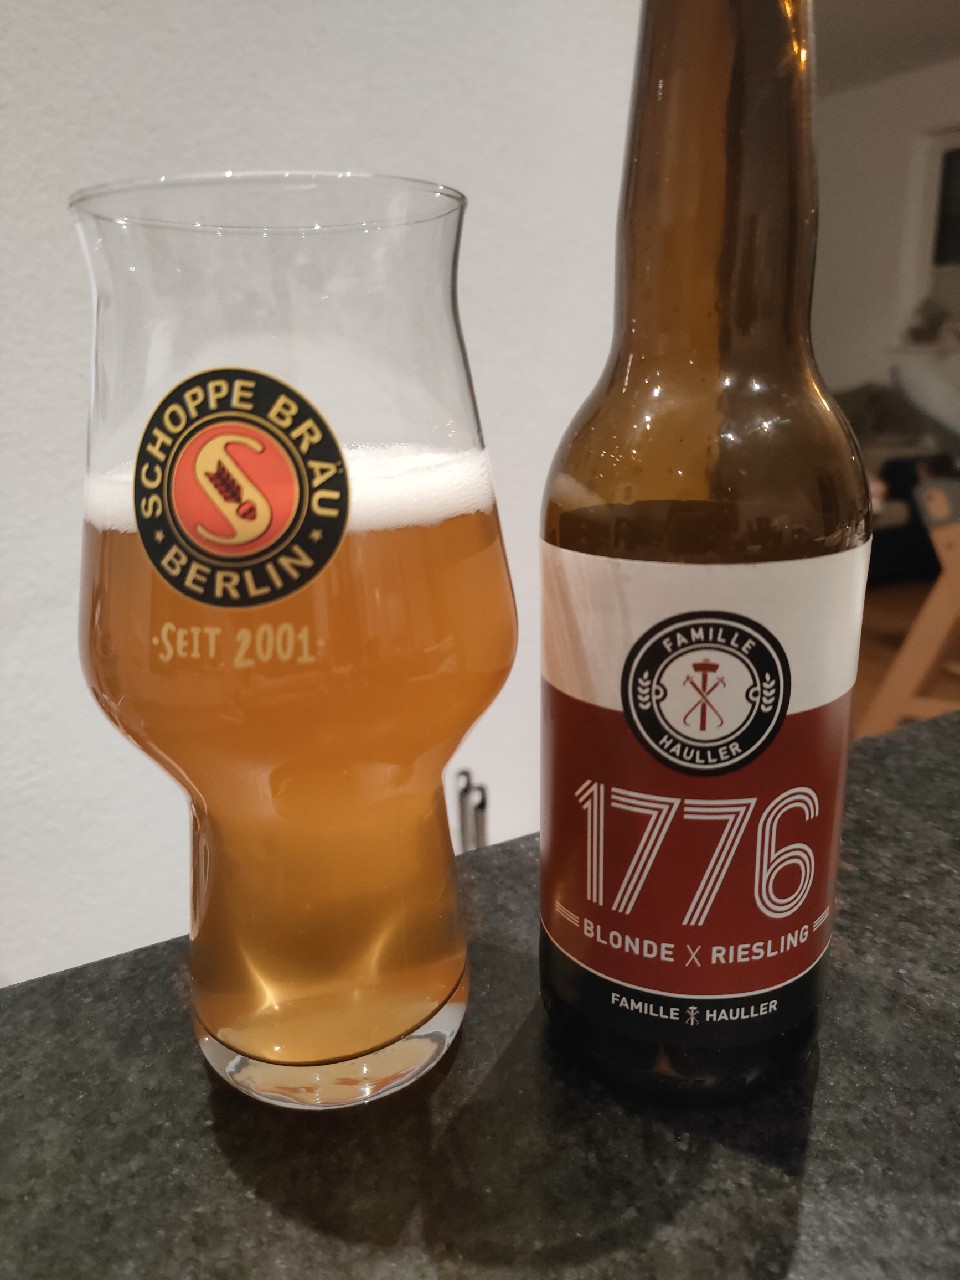 SCHOPPE BRÄU
BERLIN
·SEIT 2001·
FAMILLE
HAULLER
1776
BLONDE X RIESLING
FAMILLE HAULLER